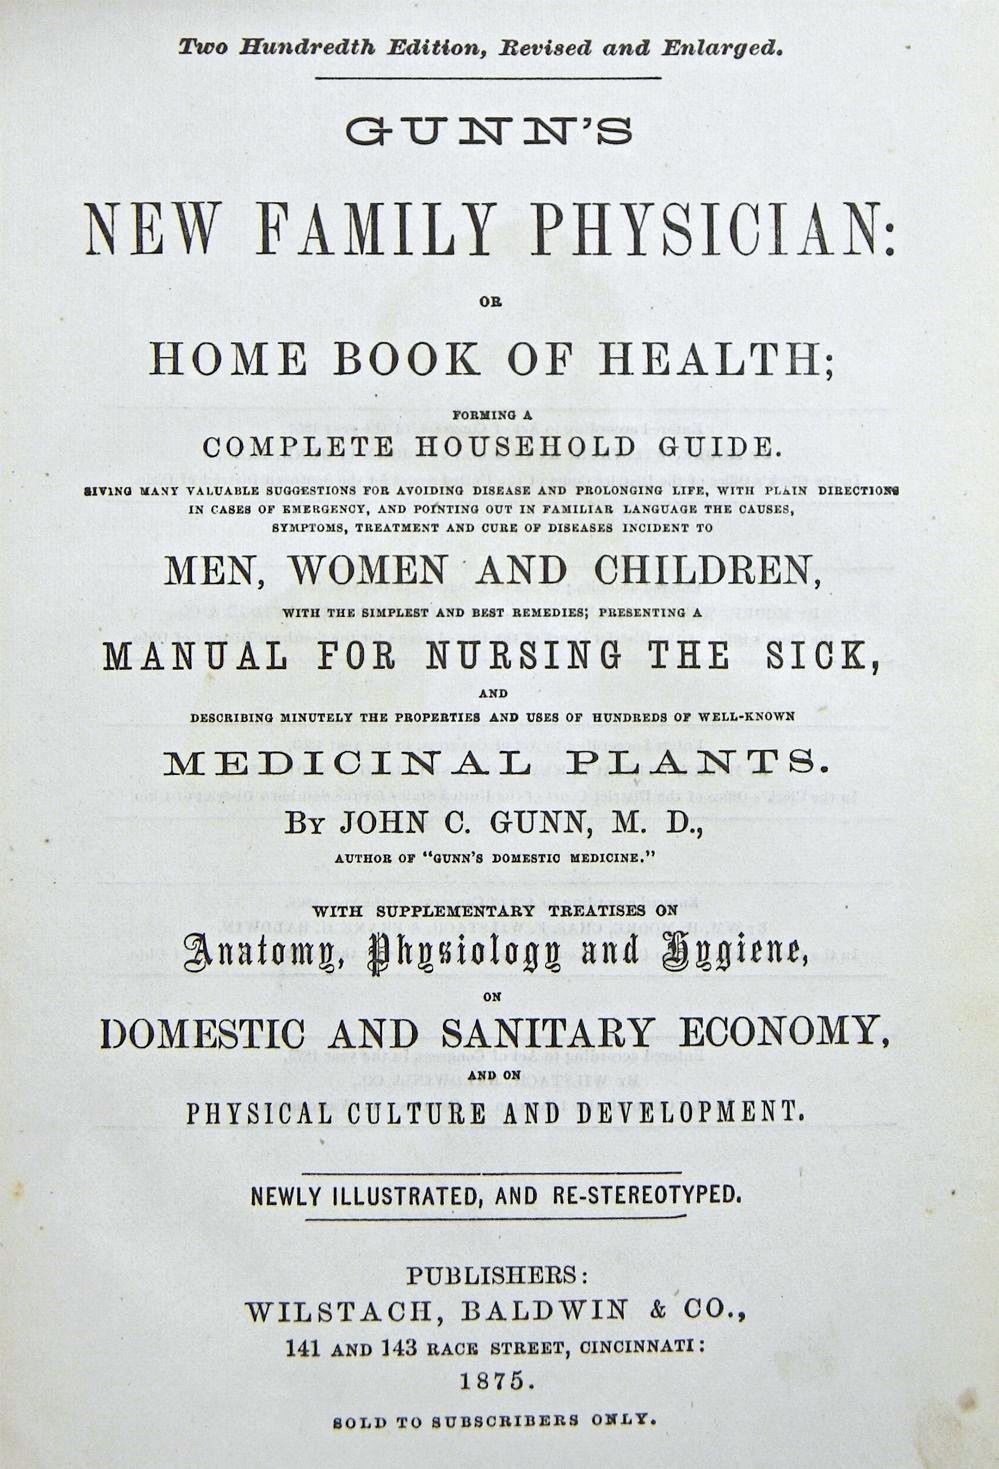 Two Hundredth Edition, Revised and Enlarged.
GUNN'S
NEW FAMILY PHYSICIAN:
OR
HOME BOOK OF HEALTH;
FORMING A
COMPLETE HOUSEHOLD GUIDE.
GIVING MANY VALUABLE SUGGESTIONS FOR AVOIDING DISEASE AND PROLONGING LIFE, WITH PLAIN DIRECTIONS
IN CASES OF EMERGENCY, AND POINTING OUT IN FAMILIAR LANGUAGE THE CAUSES,
SYMPTOMS, TREATMENT AND CURE OF DISEASES INCIDENT TO
MEN, WOMEN AND CHILDREN,
WITH THE SIMPLEST AND BEST REMEDIES; PRESENTING A
MANUAL FOR NURSING THE SICK,
AND
DESCRIBING MINUTELY THE PROPERTIES AND USES OF HUNDREDS OF WELL-KNOWN
MEDICINAL PLANTS.
BY JOHN C. GUNN, M. D.,
AUTHOR OF "GUNN'S DOMESTIC MEDICINE."
WITH SUPPLEMENTARY TREATISES ON
Anatomy, Physiology and Hygiene,
ON
DOMESTIC AND SANITARY ECONOMY,
AND ON
PHYSICAL CULTURE AND DEVELOPMENT.
NEWLY ILLUSTRATED, AND RE-STEREOTYPED.
PUBLISHERS:
WILSTACH, BALDWIN & CO.,
141 AND 143 RACE STREET, CINCINNATI:
1875.
SOLD TO SUBSCRIBERS ONLY.